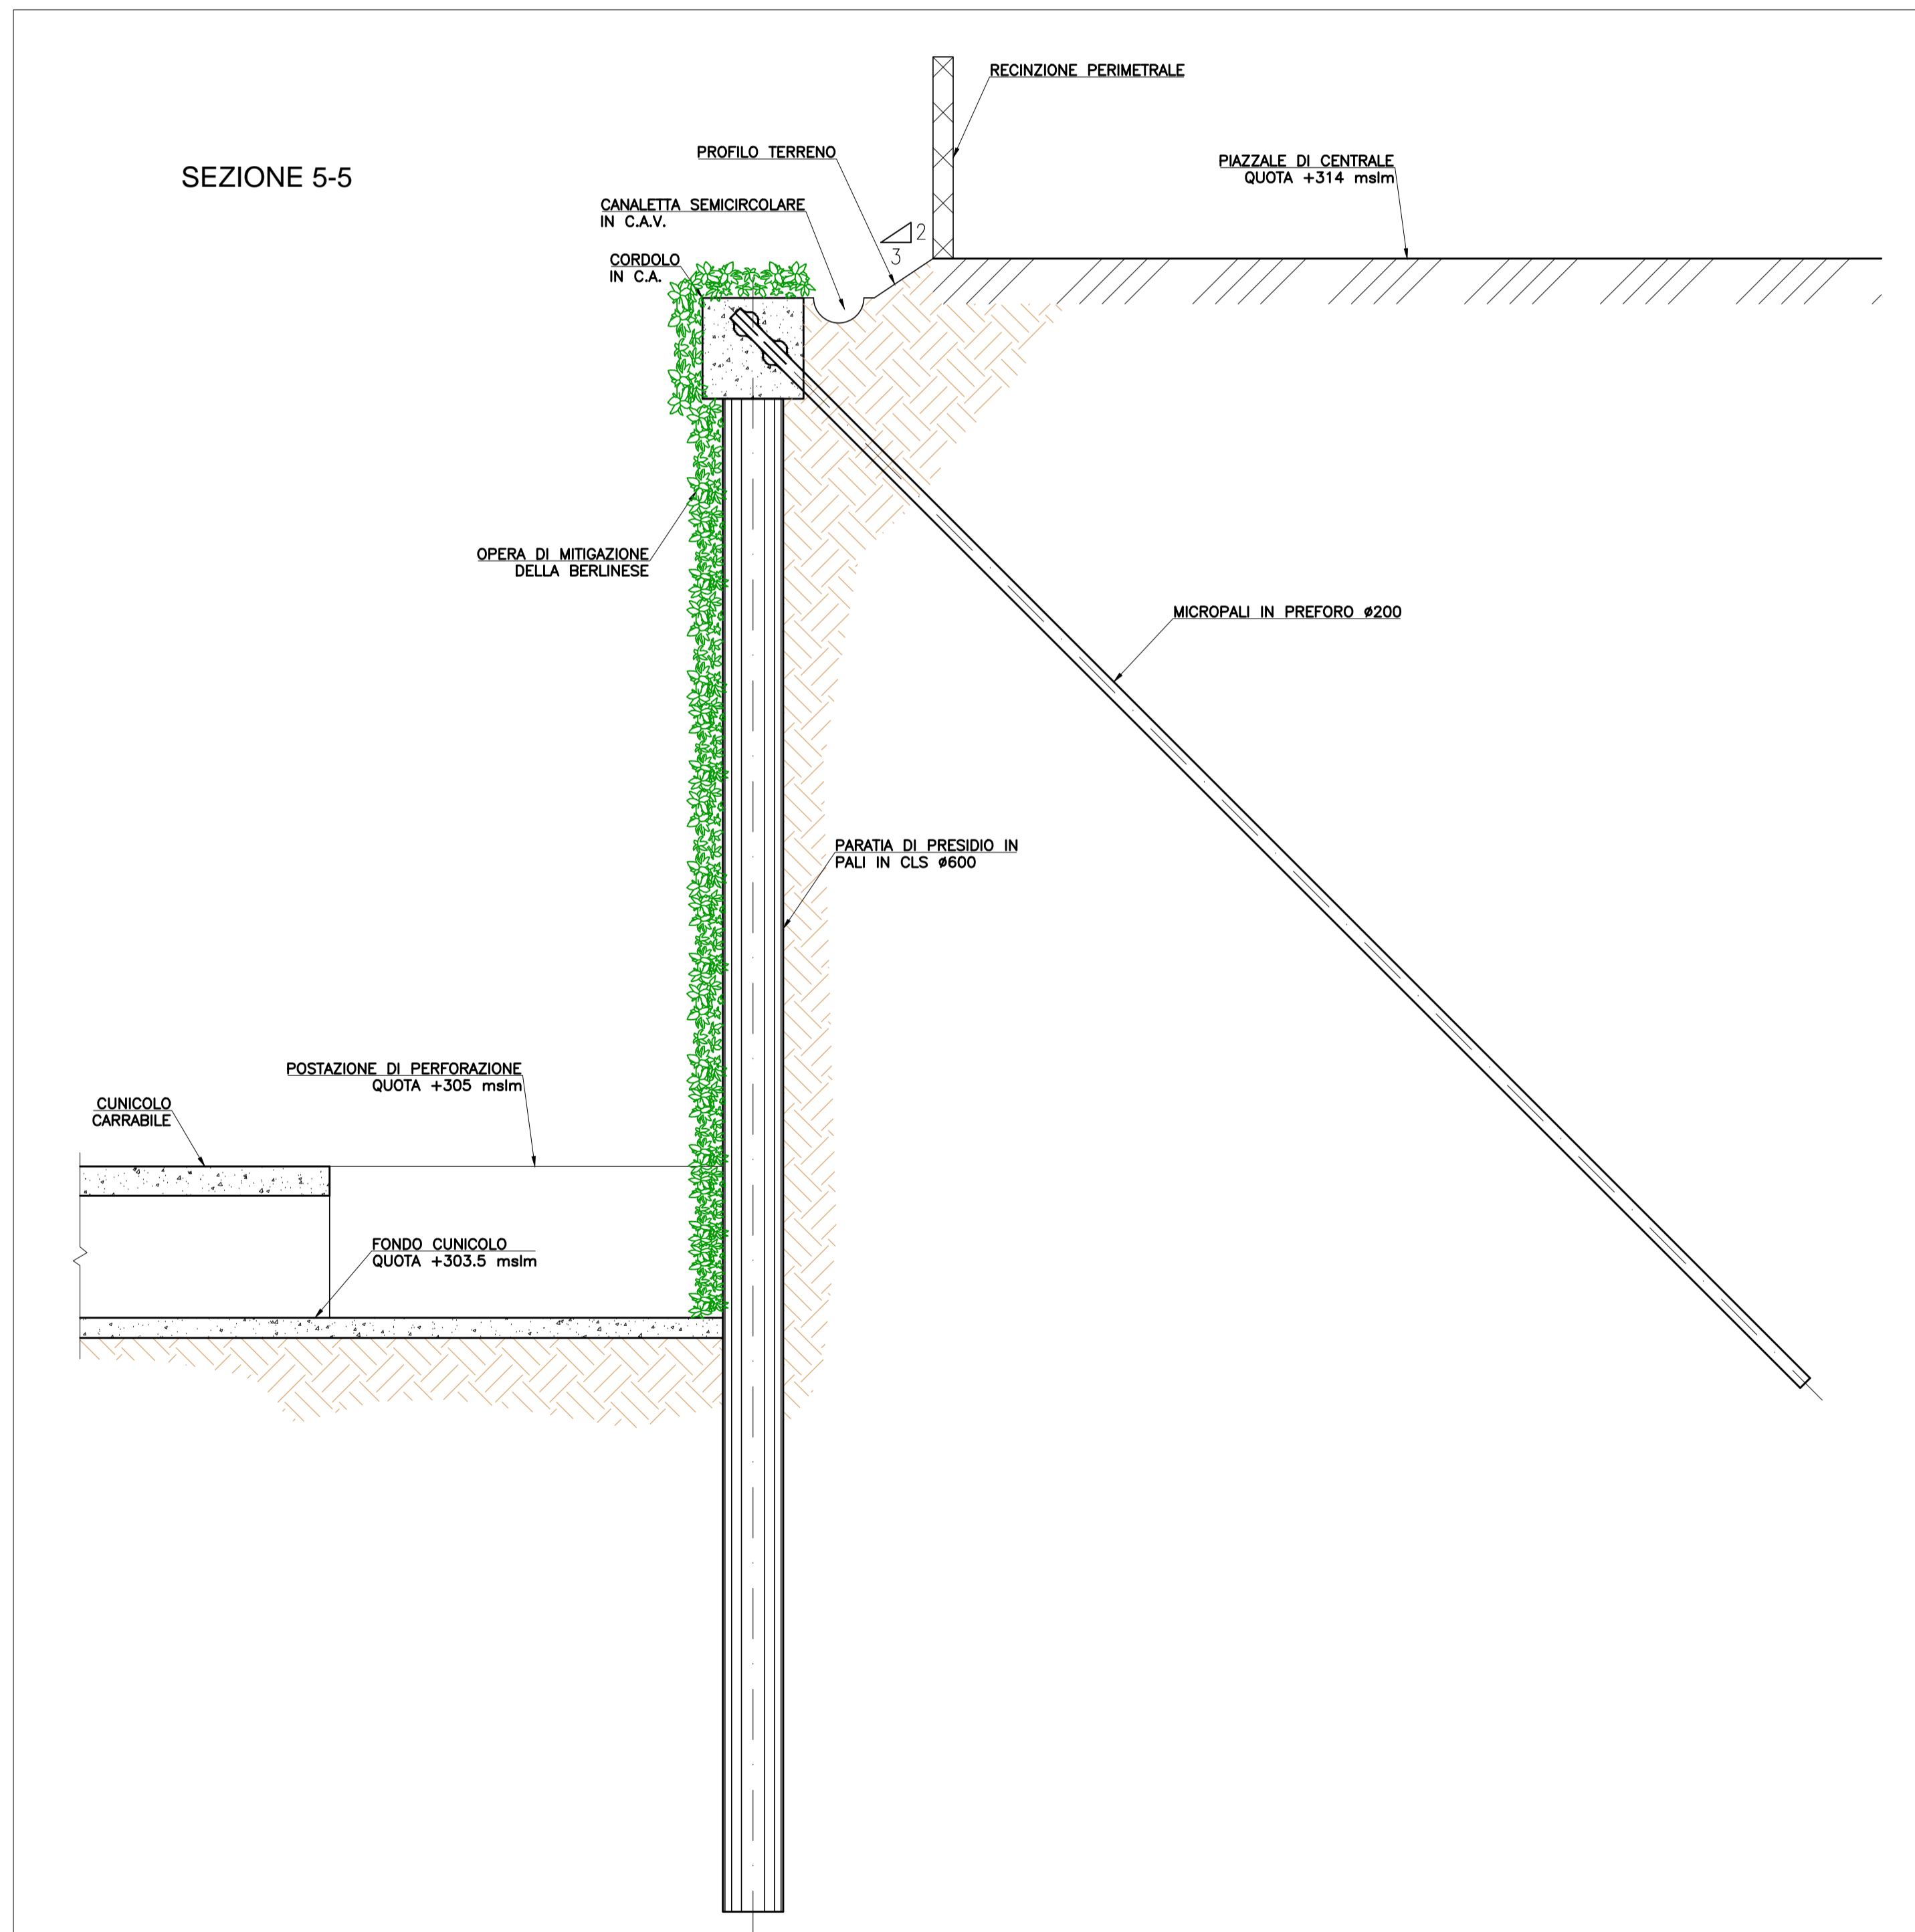 RECINZIONE PERIMETRALE
PROFILO TERRENO
PIAZZALE DI CENTRALE
QUOTA +314 mslm
SEZIONE 5-5
CANALETTA SEMICIRCOLARE
IN C.A.V.
2
3
CORDOLO
IN C.A.
OPERA DI MITIGAZIONE
DELLA BERLINESE
MICROPALI IN PREFORO ø200
PARATIA DI PRESIDIO IN
PALI IN CLS ø600
POSTAZIONE DI PERFORAZIONE
QUOTA +305 mslm
CUNICOLO
CARRABILE
FONDO CUNICOLO
QUOTA +303.5 mslm